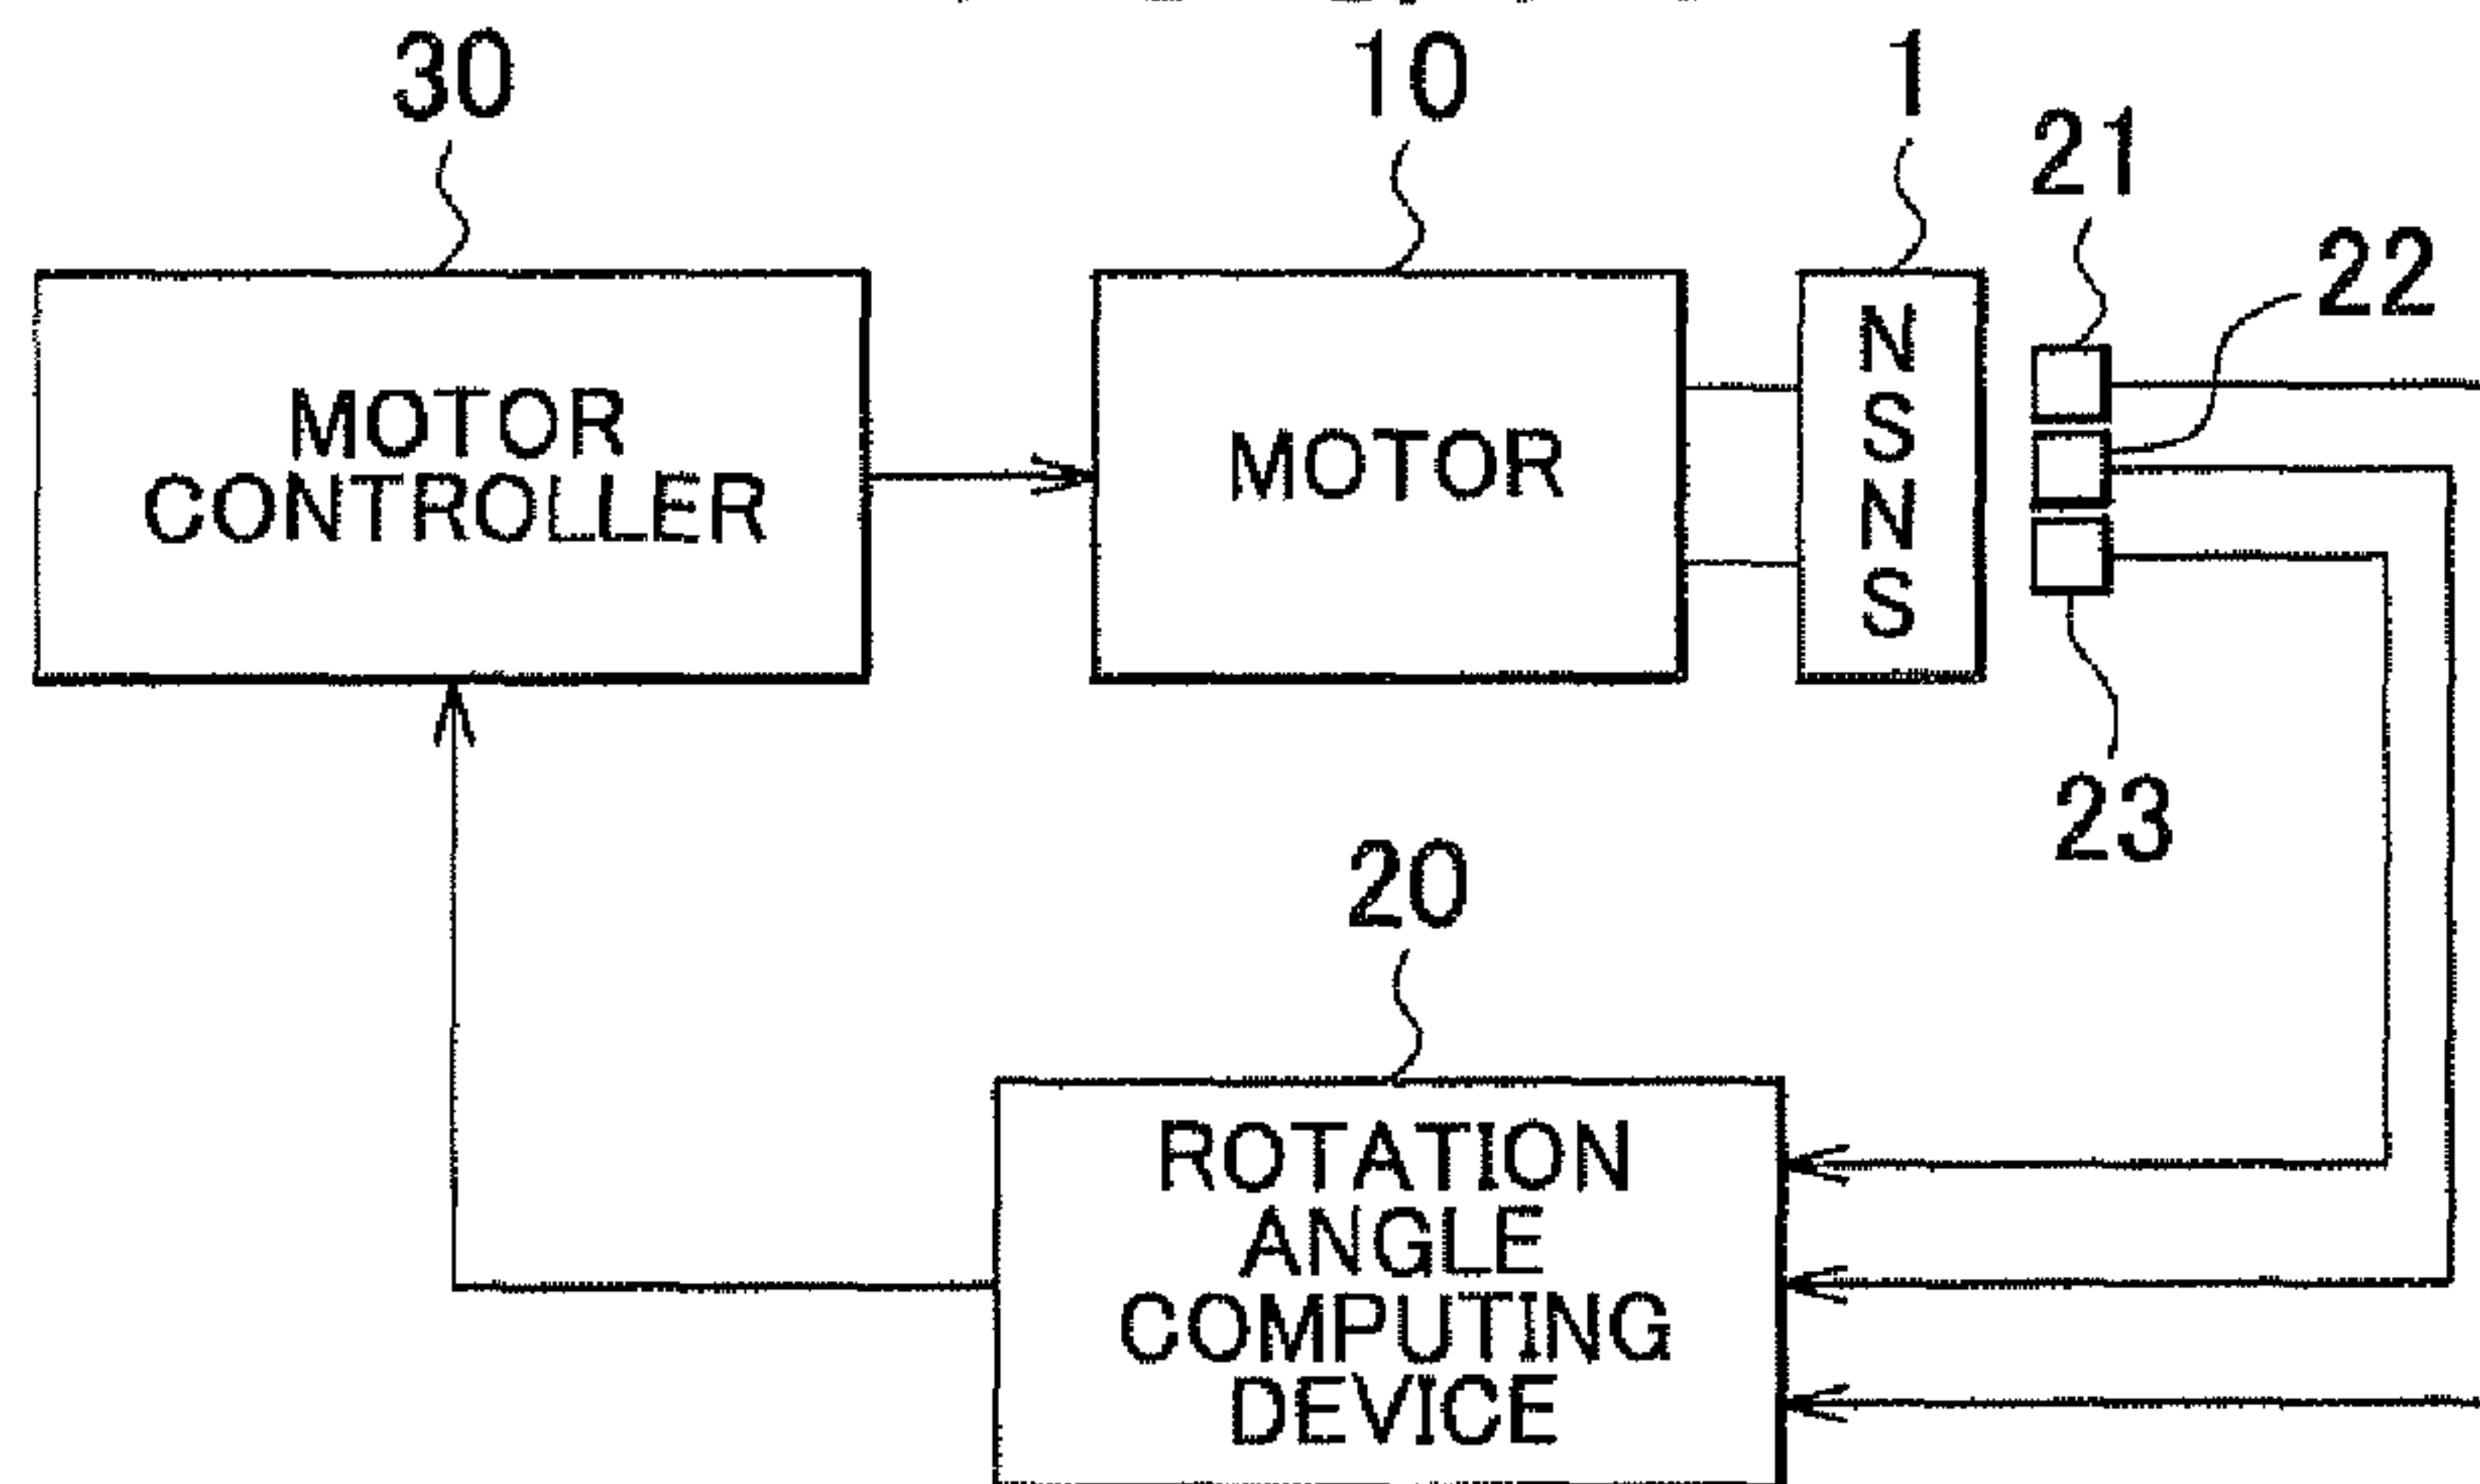 30
10
1
21
22
MOTOR
CONTROLLER
MOTOR
N
S
N
S
23
20
ROTATION
ANGLE
COMPUTING
DEVICE